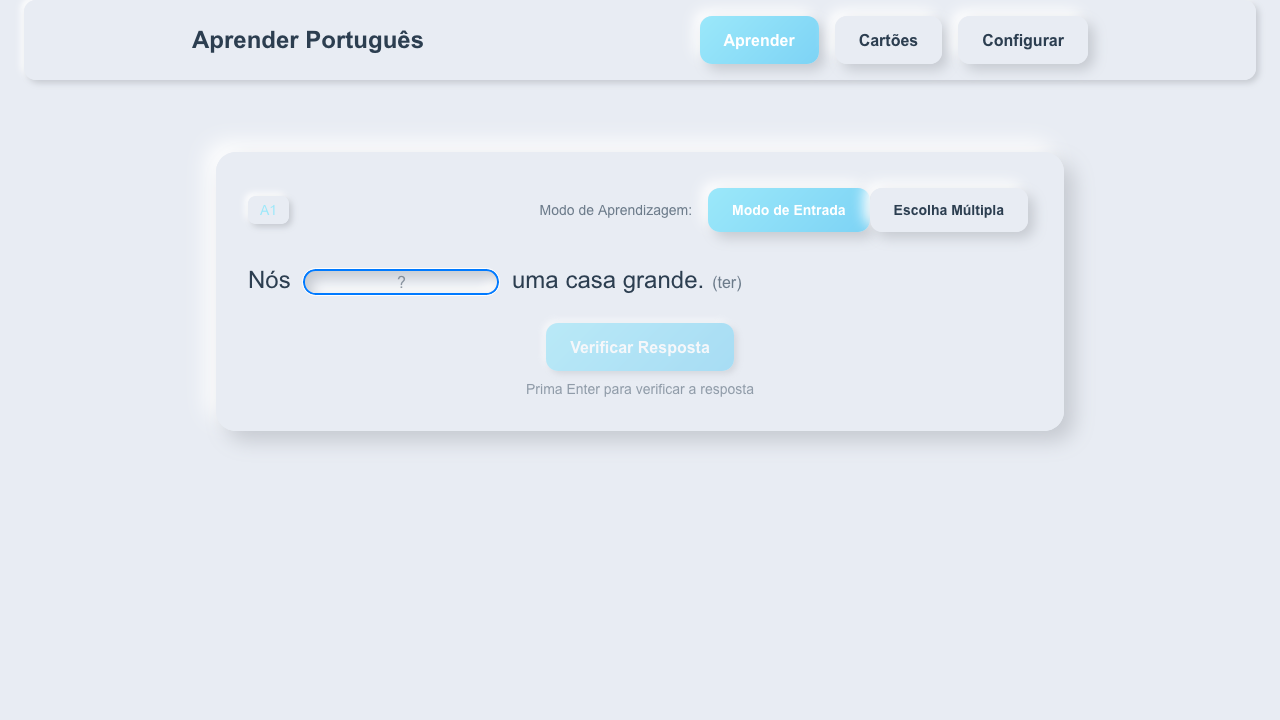 Aprender Português
Aprender Cartões Configurar
A1 Modo de Aprendizagem: Modo de Entrada Escolha Múltipla
Nós ? uma casa grande. (ter)
Verificar Resposta
Prima Enter para verificar a resposta